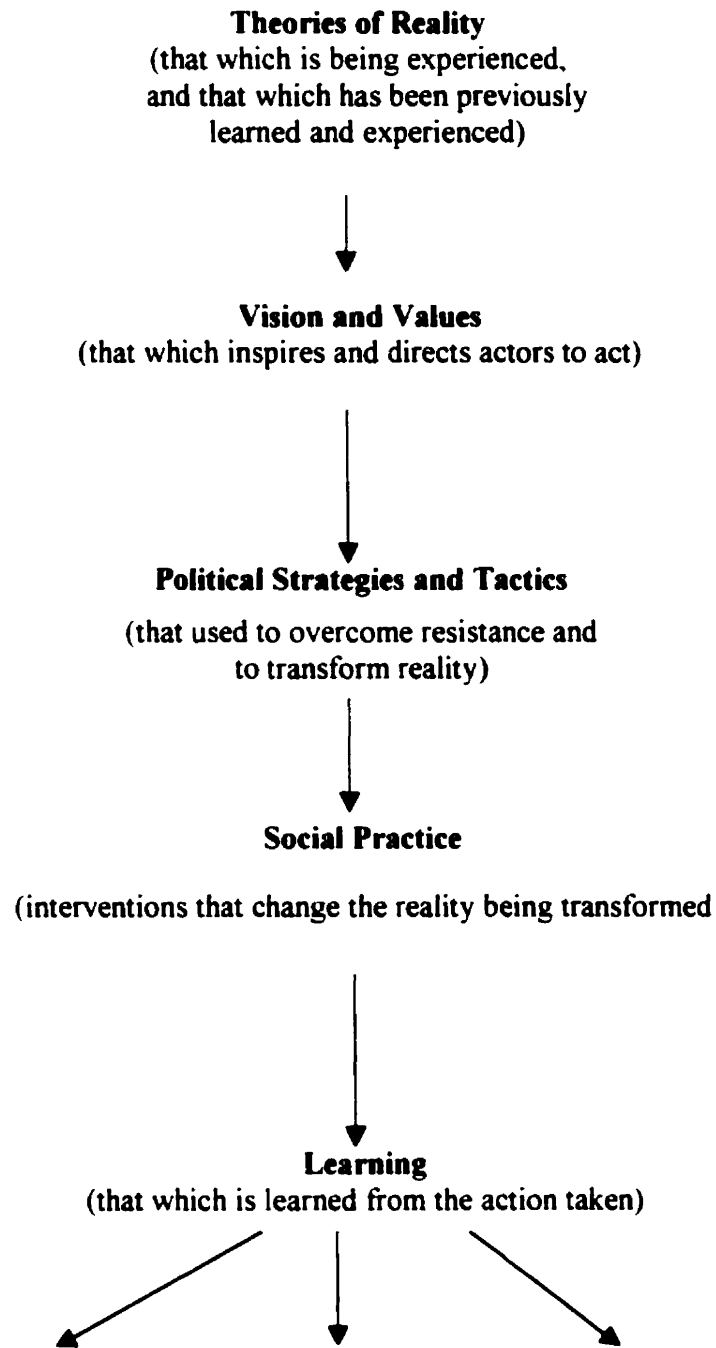 Theories of Reality
(that which is being experienced,
and that which has been previously
learned and experienced)
Vision and Values
(that which inspires and directs actors to act)
Political Strategies and Tactics
(that used to overcome resistance and
to transform reality)
Social Practice
(interventions that change the reality being transformed
Learning
(that which is learned from the action taken)